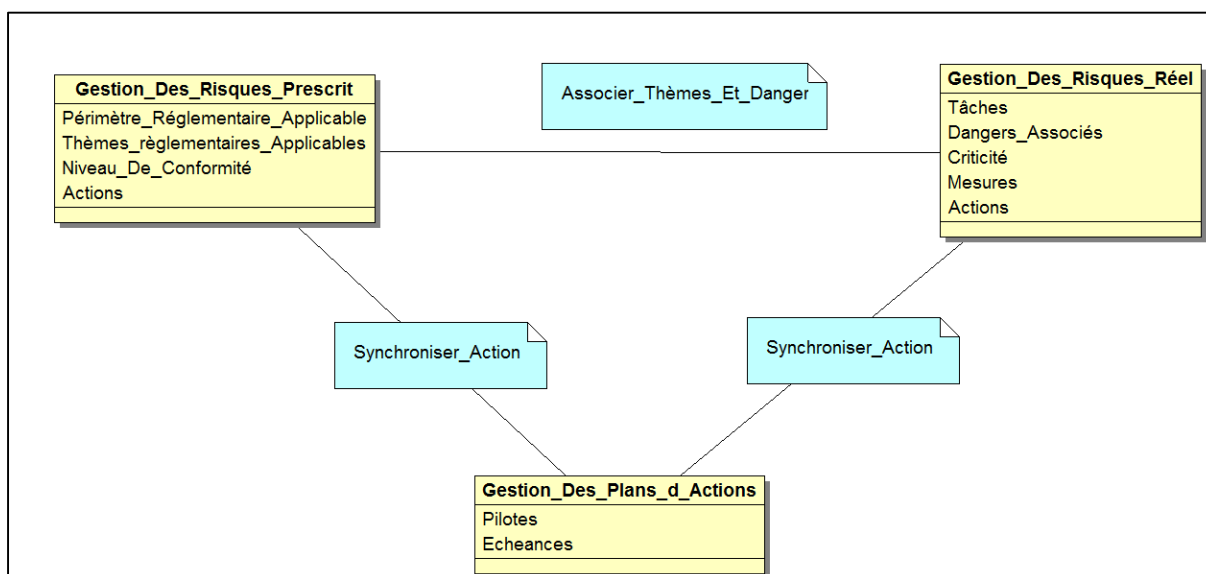 Gestion_Des_Risques_Prescrit
Périmètre_Réglementaire_Applicable
Thèmes_règlementaires_Applicables
Niveau_De_Conformité
Actions
Associer_Thèmes_Et_Danger
Gestion_Des_Risques_Réel
Tâches
Dangers_Associés
Criticité
Mesures
Actions
Synchroniser_Action
Synchroniser_Action
Gestion_Des_Plans_d_Actions
Pilotes
Echeances